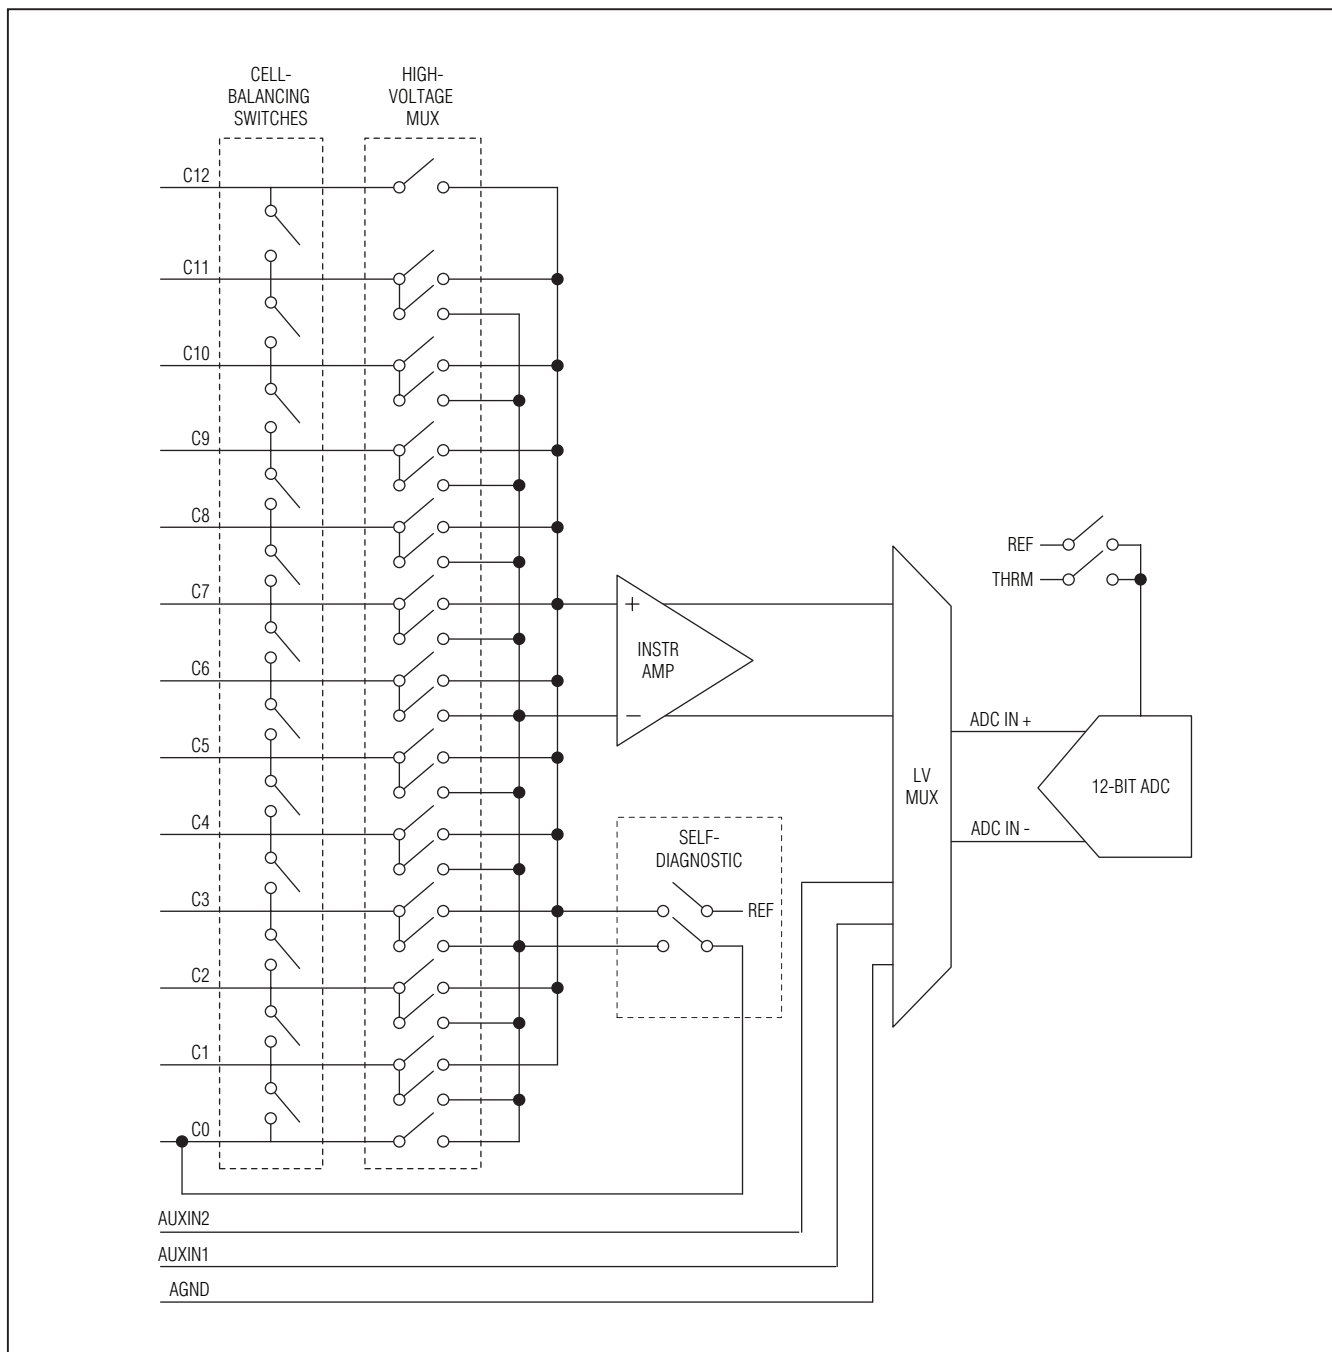 CELL-
BALANCING
SWITCHES
HIGH-
VOLTAGE
MUX
C12
C11
C10
C9
C8
C7
C6
C5
C4
C3
C2
C1
C0
+
INSTR
AMP
−
SELF-
DIAGNOSTIC
REF
LV
MUX
REF
THRM
ADC IN +
12-BIT ADC
ADC IN -
AUXIN2
AUXIN1
AGND